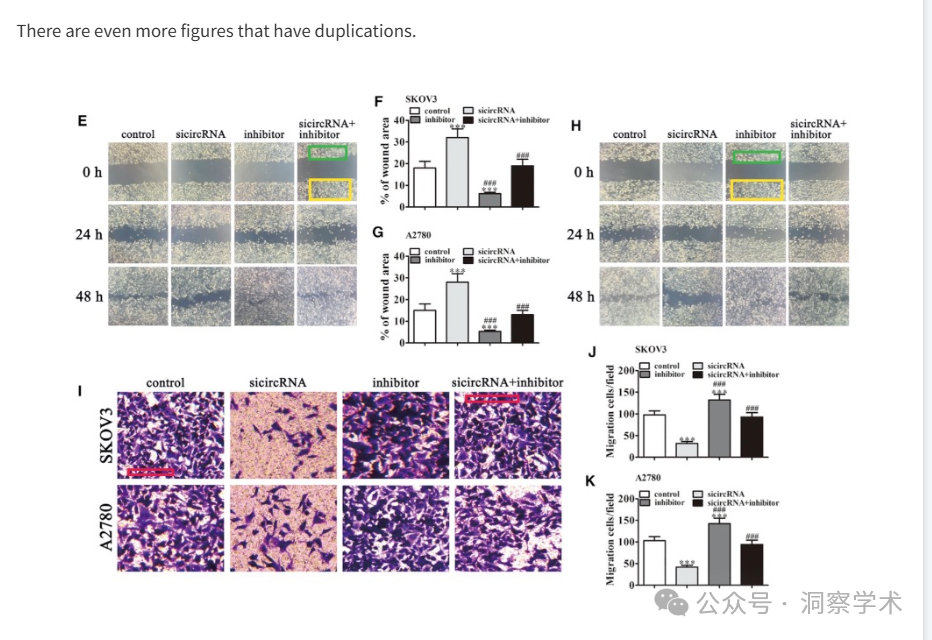 There are even more figures that have duplications.
E
control sicircRNA inhibitor sicircRNA+
inhibitor
0 h
24 h
48 h
F SKOV3
control sicircRNA
inhibitor sicircRNA+inhibitor
% of wound area
40
30
20
10
0
***
###
***
###
G A2780
control sicircRNA
inhibitor sicircRNA+inhibitor
% of wound area
40
30
20
10
0
***
###
***
###
H
control sicircRNA inhibitor sicircRNA+
inhibitor
0 h
24 h
48 h
I
control sicircRNA inhibitor sicircRNA+inhibitor
SKOV3
A2780
J SKOV3
control sicircRNA
inhibitor sicircRNA+inhibitor
Migration cells/field
200
150
100
50
0
***
###
***
###
K A2780
control sicircRNA
inhibitor sicircRNA+inhibitor
Migration cells/field
200
150
100
50
0
***
###
***
###
公众号 · 洞察学术